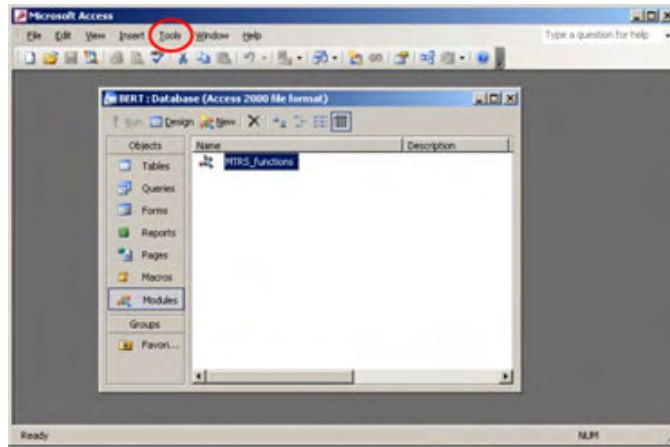 Microsoft Access
File Edit View Insert Tools Window Help Type a question for help
BERT : Database (Access 2000 file format)
Run Design New
Objects Name Description
Tables MTRS_functions
Queries
Forms
Reports
Pages
Macros
Modules
Groups
Favori...
Ready NUM